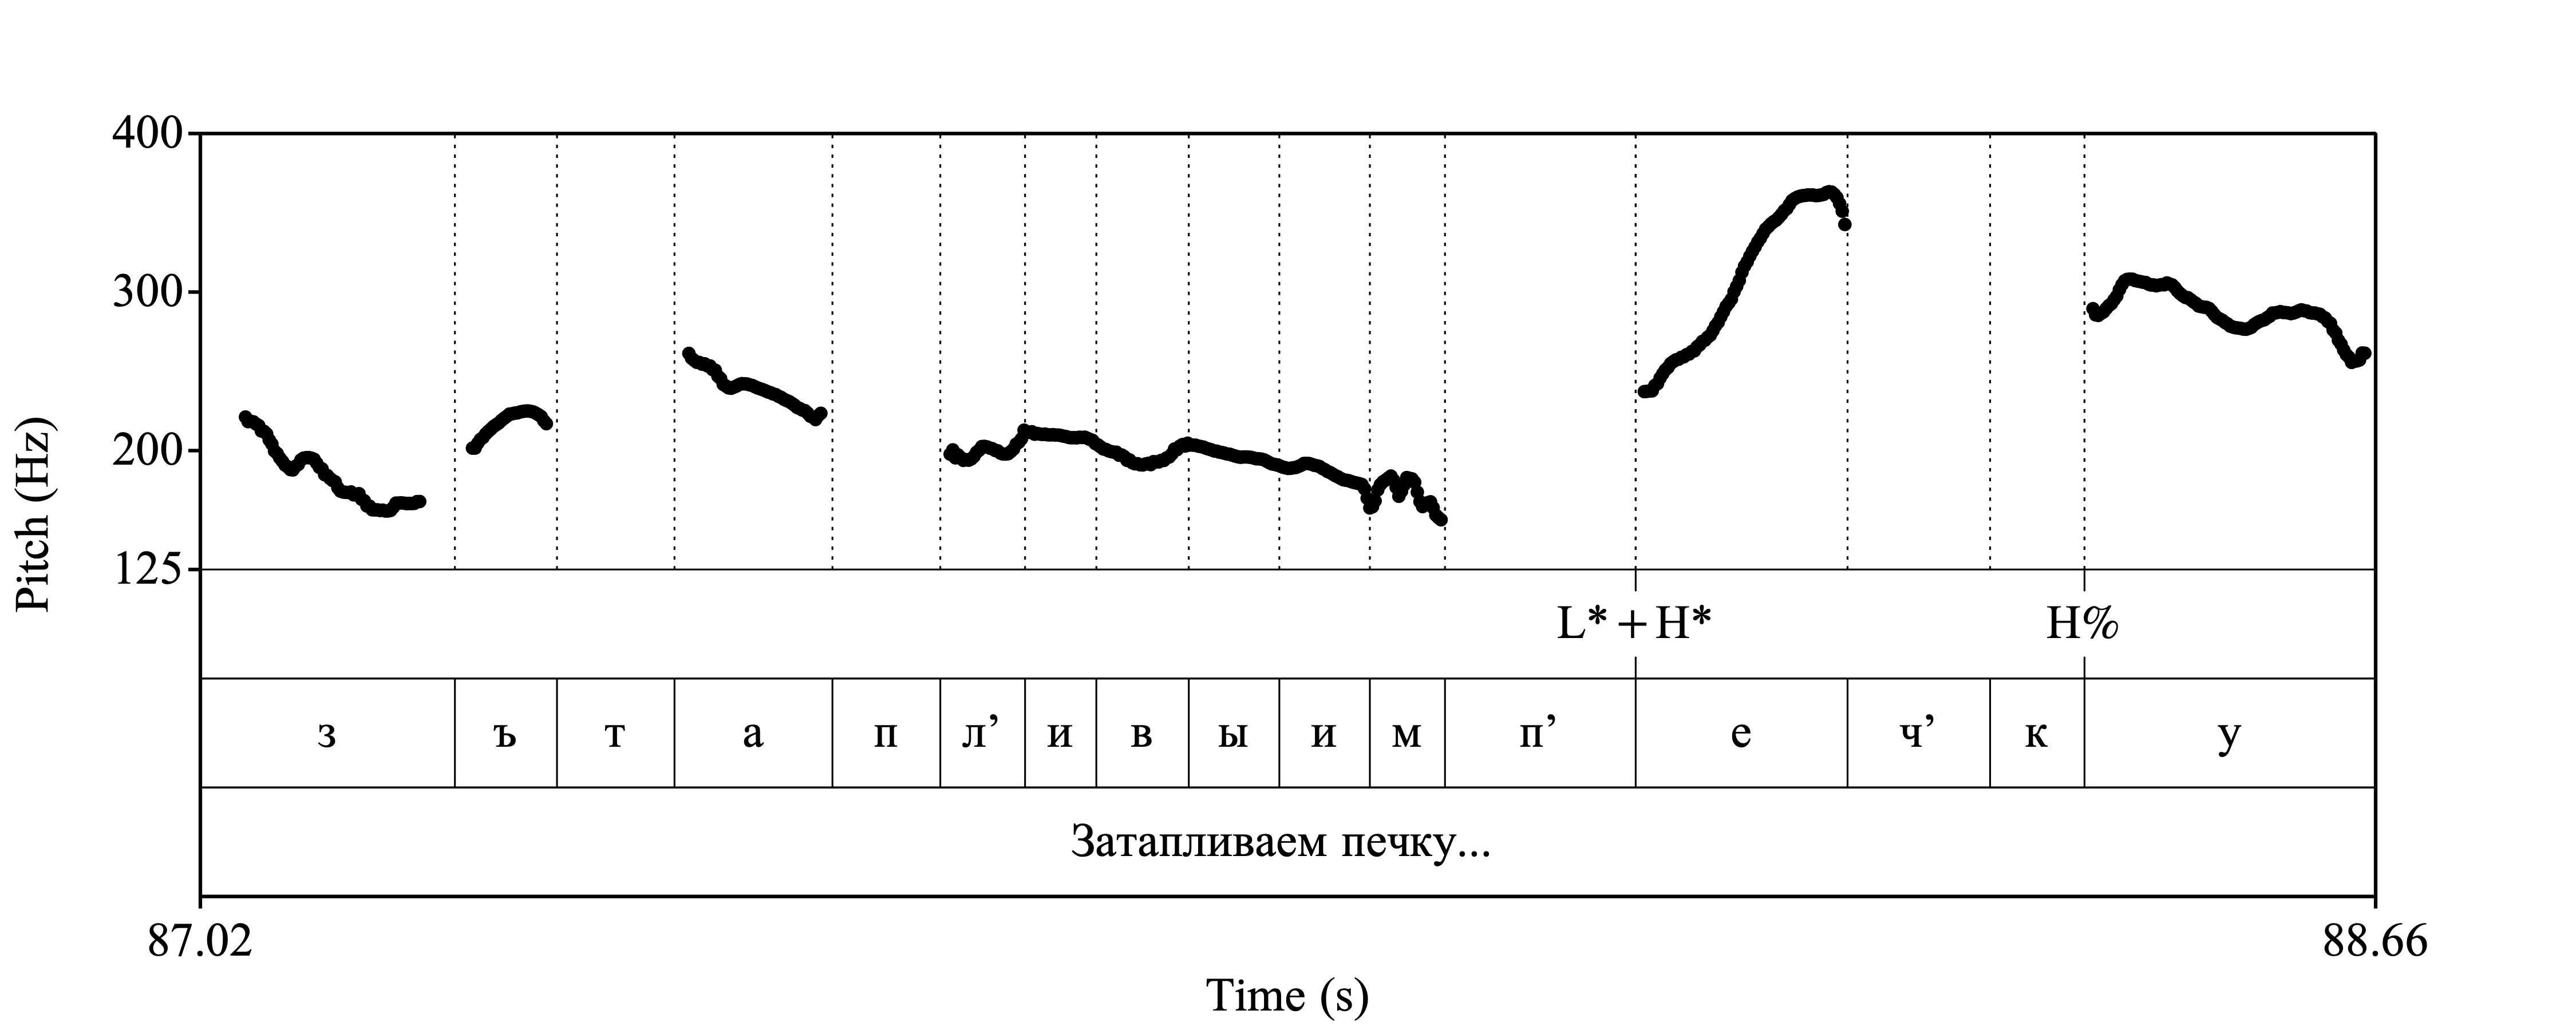 400
300
200
125
Pitch (Hz)
L* + H* H%
з ъ т а п л’ и в ы и м п’ е ч’ к у
Затапливаем печку...
87.02 88.66
Time (s)